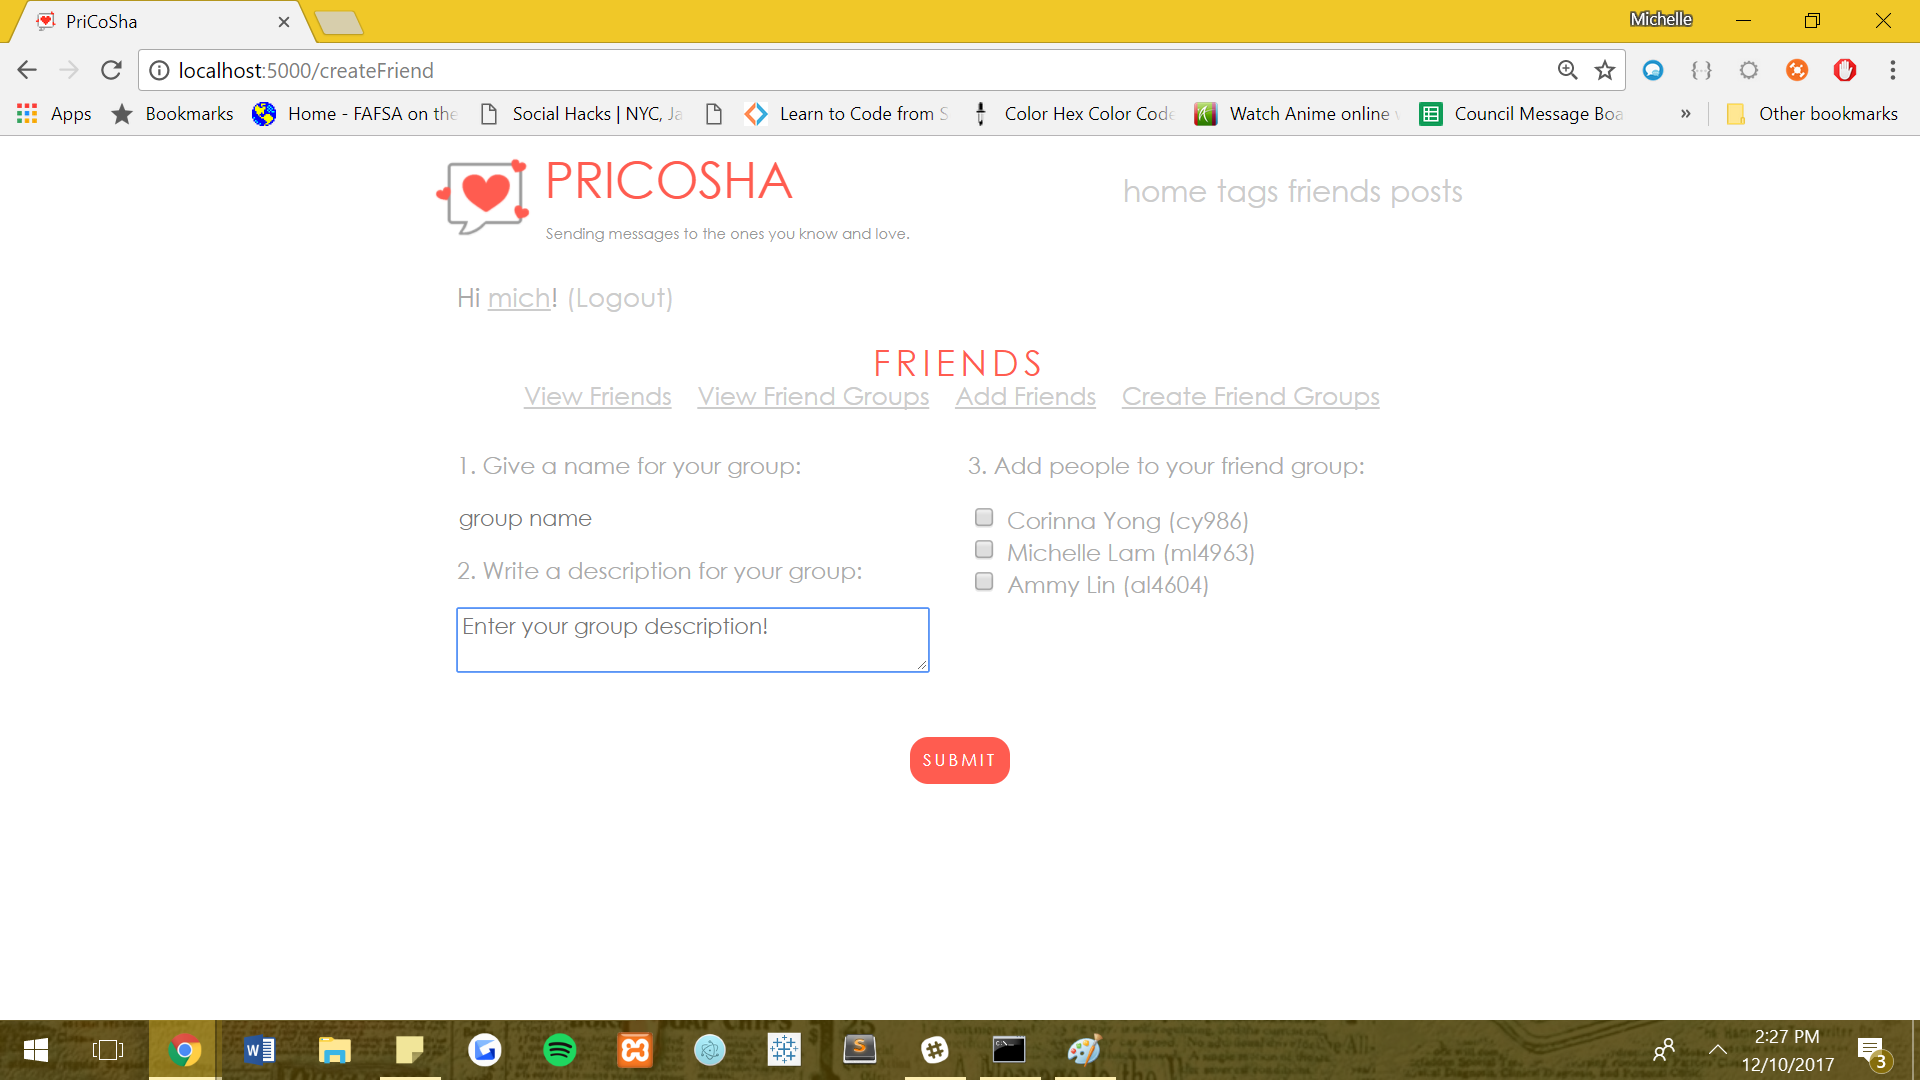 PriCoSha
Michelle
localhost:5000/createFriend
Apps
Bookmarks
Home - FAFSA on the
Social Hacks | NYC, Ja
Learn to Code from S
Color Hex Color Code
Watch Anime online
Council Message Boa
»
Other bookmarks
PRICOSHA
Sending messages to the ones you know and love.
home tags friends posts
Hi mich! (Logout)
FRIENDS
View Friends View Friend Groups Add Friends Create Friend Groups
1. Give a name for your group:
group name
2. Write a description for your group:
Enter your group description!
3. Add people to your friend group:
Corinna Yong (cy986)
Michelle Lam (ml4963)
Ammy Lin (al4604)
SUBMIT
2:27 PM
12/10/2017
3